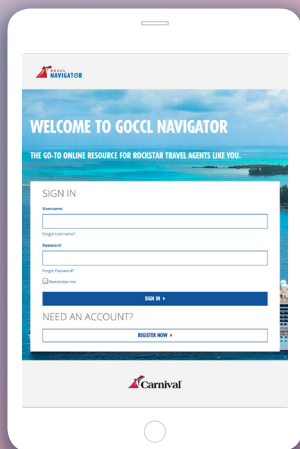 GOCCL
NAVIGATOR
WELCOME TO GOCCL NAVIGATOR
THE GO-TO ONLINE RESOURCE FOR ROCKSTAR TRAVEL AGENTS LIKE YOU.
SIGN IN
Username:
Forgot Username?
Password:
Forgot Password?
Remember me
SIGN IN
NEED AN ACCOUNT?
REGISTER NOW
Carnival